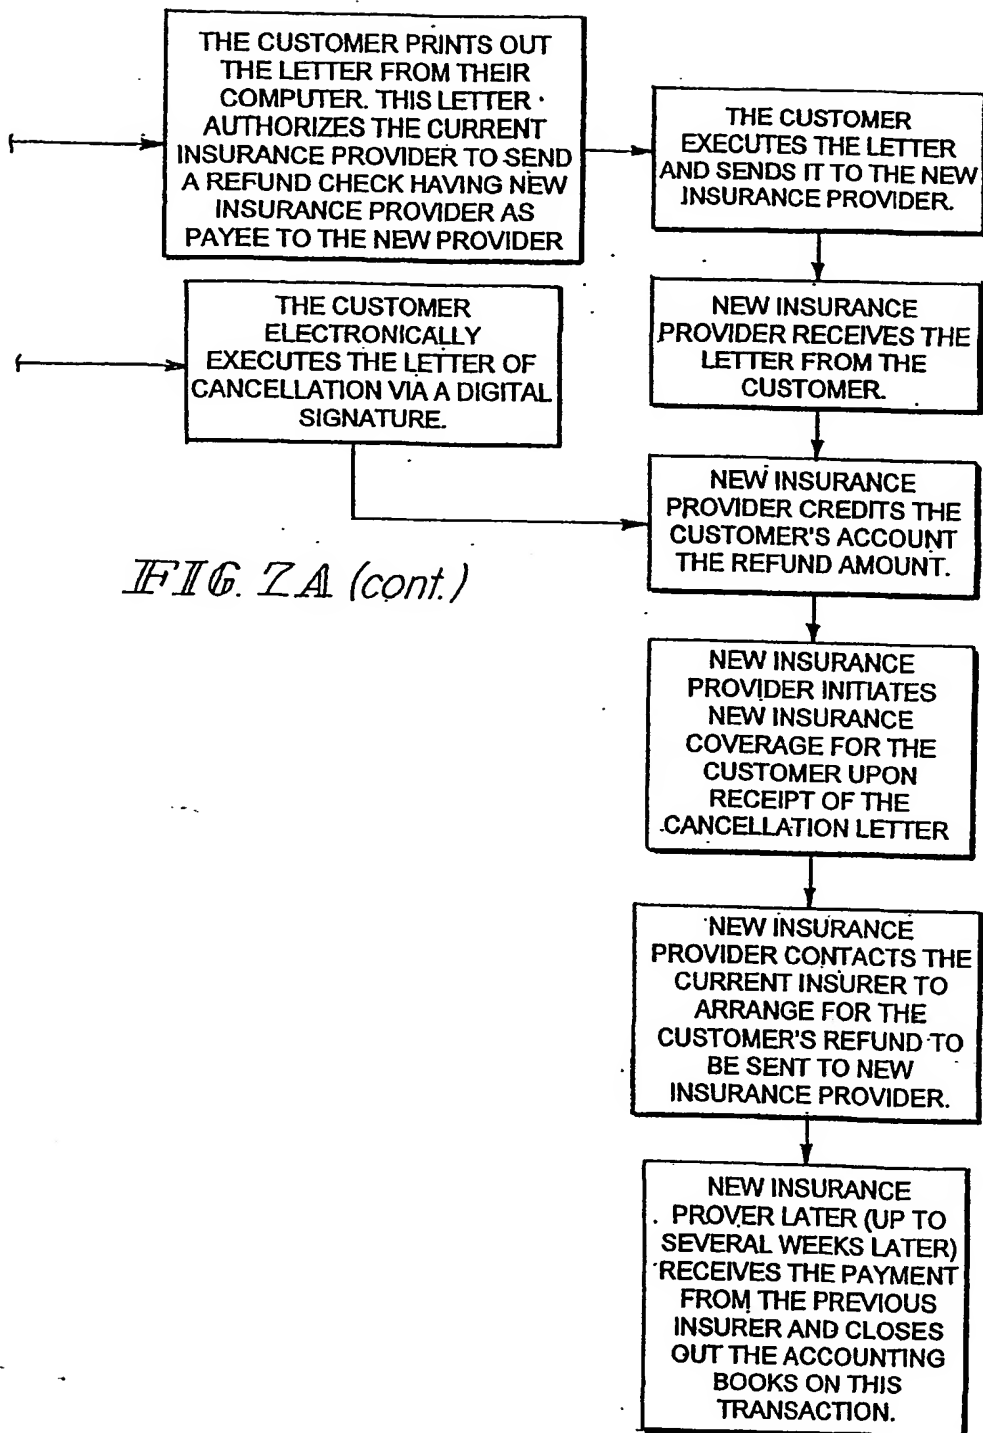 THE CUSTOMER PRINTS OUT
THE LETTER FROM THEIR
COMPUTER. THIS LETTER
AUTHORIZES THE CURRENT
INSURANCE PROVIDER TO SEND
A REFUND CHECK HAVING NEW
INSURANCE PROVIDER AS
PAYEE TO THE NEW PROVIDER
THE CUSTOMER
EXECUTES THE LETTER
AND SENDS IT TO THE NEW
INSURANCE PROVIDER.
THE CUSTOMER
ELECTRONICALLY
EXECUTES THE LETTER OF
CANCELLATION VIA A DIGITAL
SIGNATURE.
NEW INSURANCE
PROVIDER RECEIVES THE
LETTER FROM THE
CUSTOMER.
NEW INSURANCE
PROVIDER CREDITS THE
CUSTOMER'S ACCOUNT
THE REFUND AMOUNT.
FIG. 7A (cont.)
NEW INSURANCE
PROVIDER INITIATES
NEW INSURANCE
COVERAGE FOR THE
CUSTOMER UPON
RECEIPT OF THE
CANCELLATION LETTER
NEW INSURANCE
PROVIDER CONTACTS THE
CURRENT INSURER TO
ARRANGE FOR THE
CUSTOMER'S REFUND TO
BE SENT TO NEW
INSURANCE PROVIDER.
NEW INSURANCE
PROVER LATER (UP TO
SEVERAL WEEKS LATER)
RECEIVES THE PAYMENT
FROM THE PREVIOUS
INSURER AND CLOSES
OUT THE ACCOUNTING
BOOKS ON THIS
TRANSACTION.